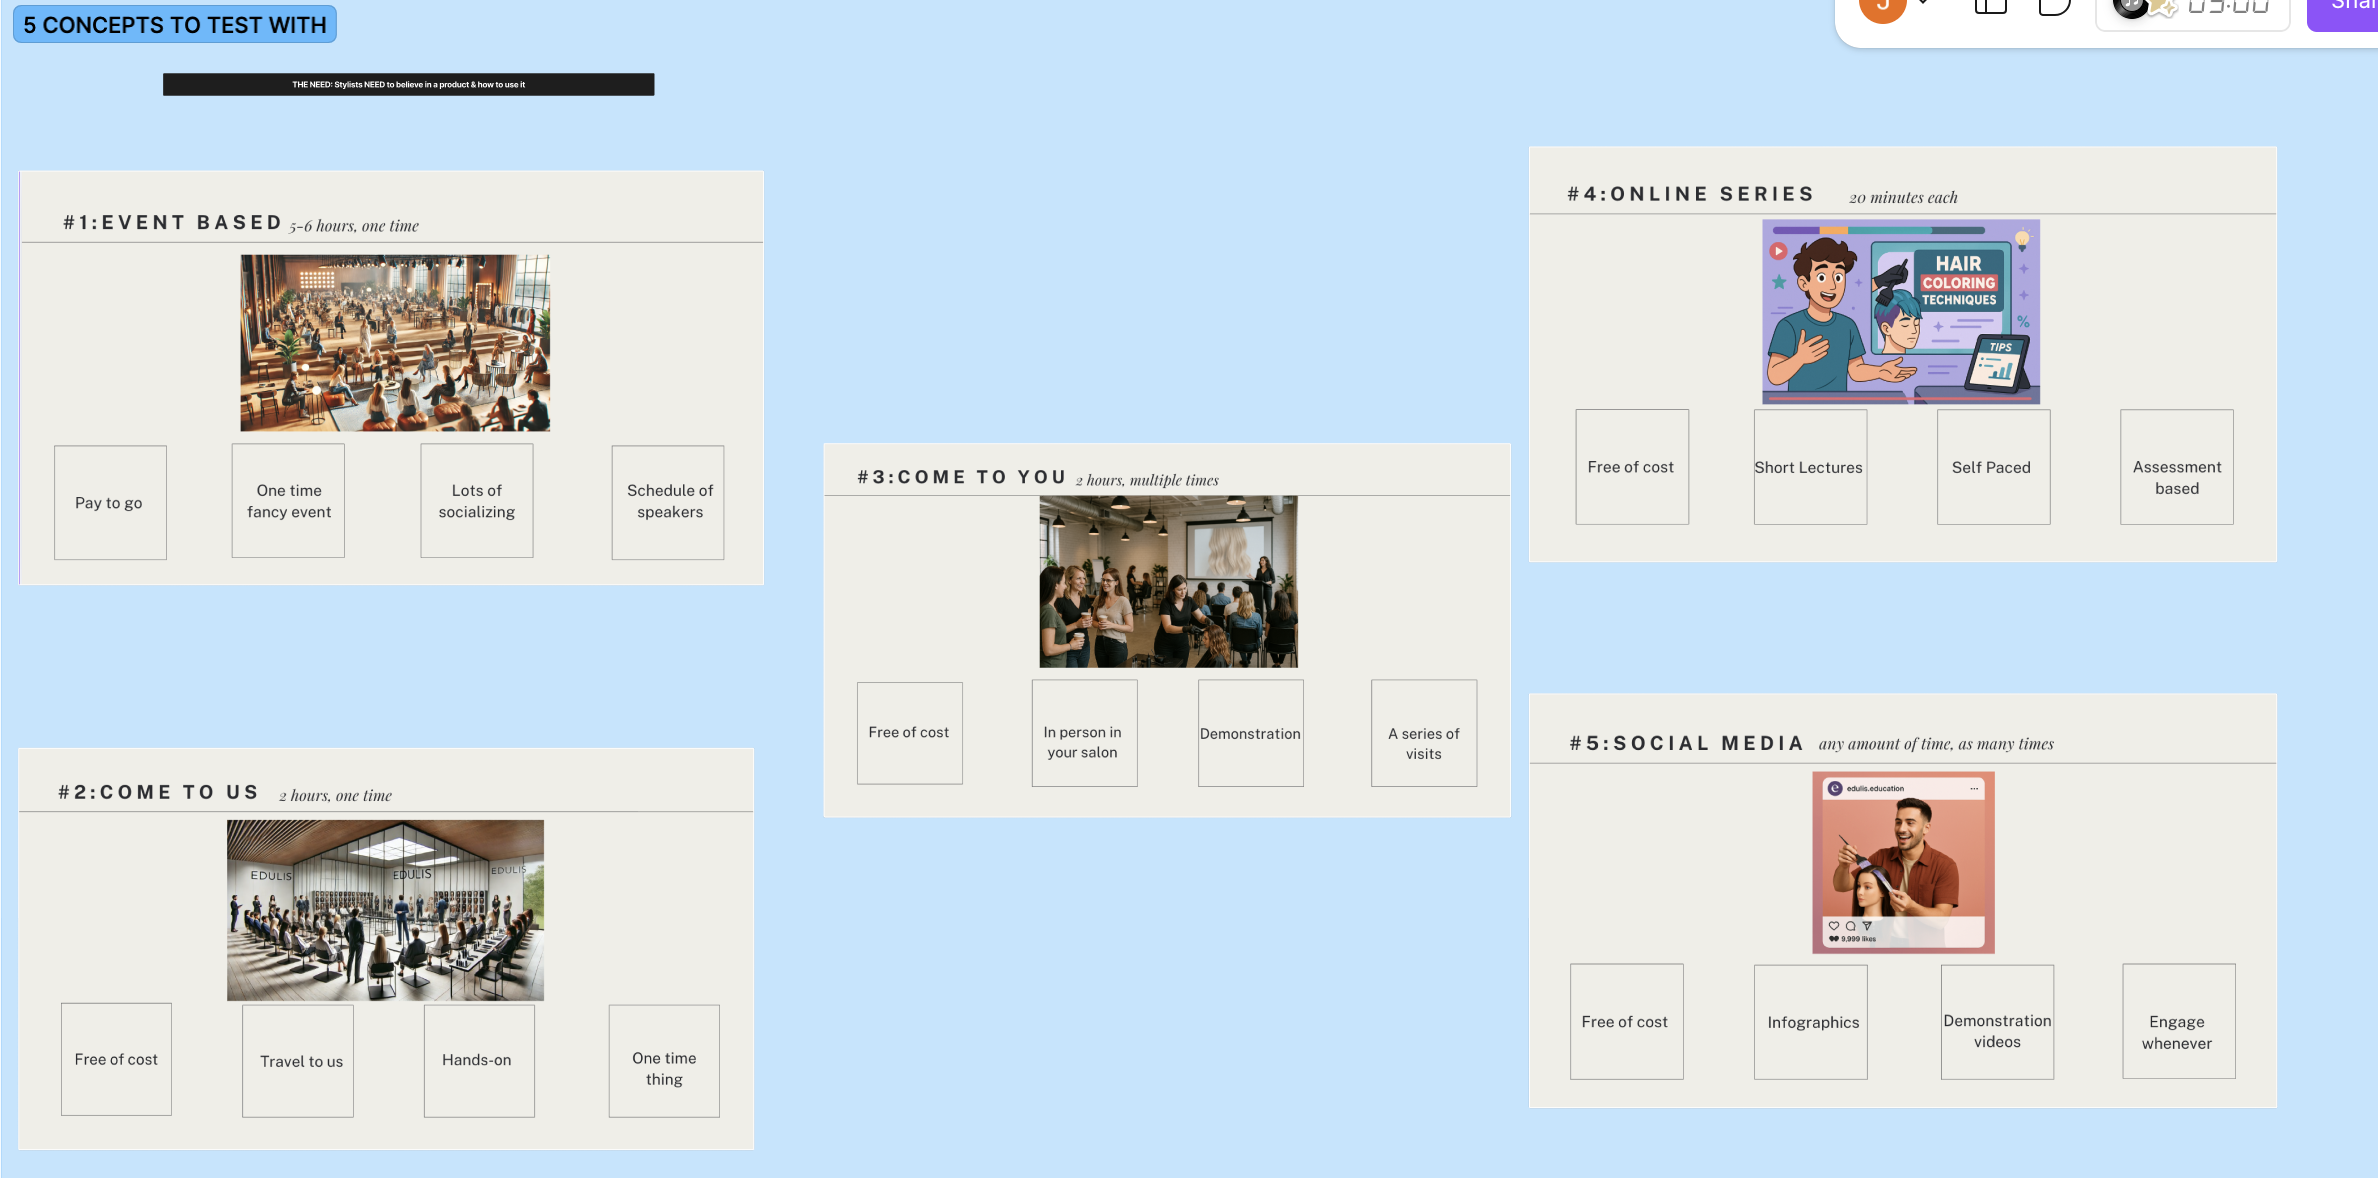 5 CONCEPTS TO TEST WITH
J
Shar
THE NEED: Stylists NEED to believe in a product & how to use it
#1:EVENT BASED 5-6 hours, one time
Pay to go
One time
fancy event
Lots of
socializing
Schedule of
speakers
#2:COME TO US 2 hours, one time
EDULIS
EDULIS
EDULIS
Free of cost
Travel to us
Hands-on
One time
thing
#3:COME TO YOU 2 hours, multiple times
Free of cost
In person in
your salon
Demonstration
A series of
visits
#4:ONLINE SERIES 20 minutes each
HAIR
COLORING
TECHNIQUES
%
TIPS
Free of cost
Short Lectures
Self Paced
Assessment
based
#5:SOCIAL MEDIA any amount of time, as many times
e edulis.education ...
9,999 likes
Free of cost
Infographics
Demonstration
videos
Engage
whenever